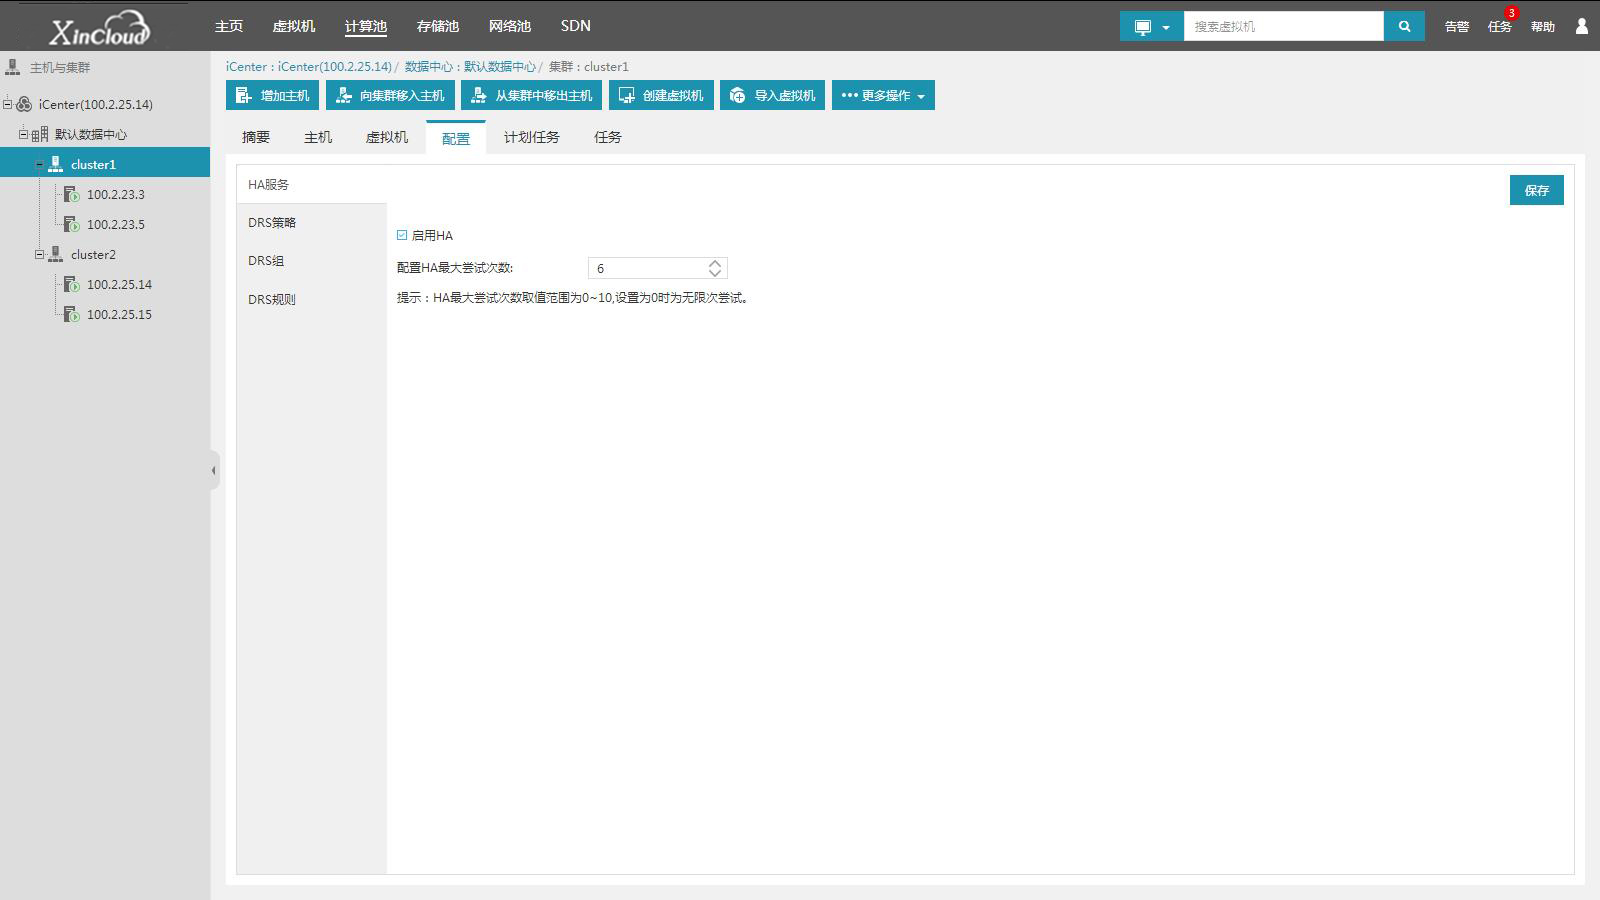 XinCloud
主页 虚拟机 计算池 存储池 网络池 SDN
搜索虚拟机
告警 任务 3 帮助
主机与集群
iCenter(100.2.25.14)
默认数据中心
cluster1
100.2.23.3
100.2.23.5
cluster2
100.2.25.14
100.2.25.15
iCenter : iCenter(100.2.25.14) / 数据中心 : 默认数据中心 / 集群 : cluster1
增加主机 向集群移入主机 从集群中移出主机 创建虚拟机 导入虚拟机 ••• 更多操作
摘要 主机 虚拟机 配置 计划任务 任务
HA服务
DRS策略
DRS组
DRS规则
保存
启用HA
配置HA最大尝试次数: 6
提示：HA最大尝试次数取值范围为0~10,设置为0时为无限次尝试。